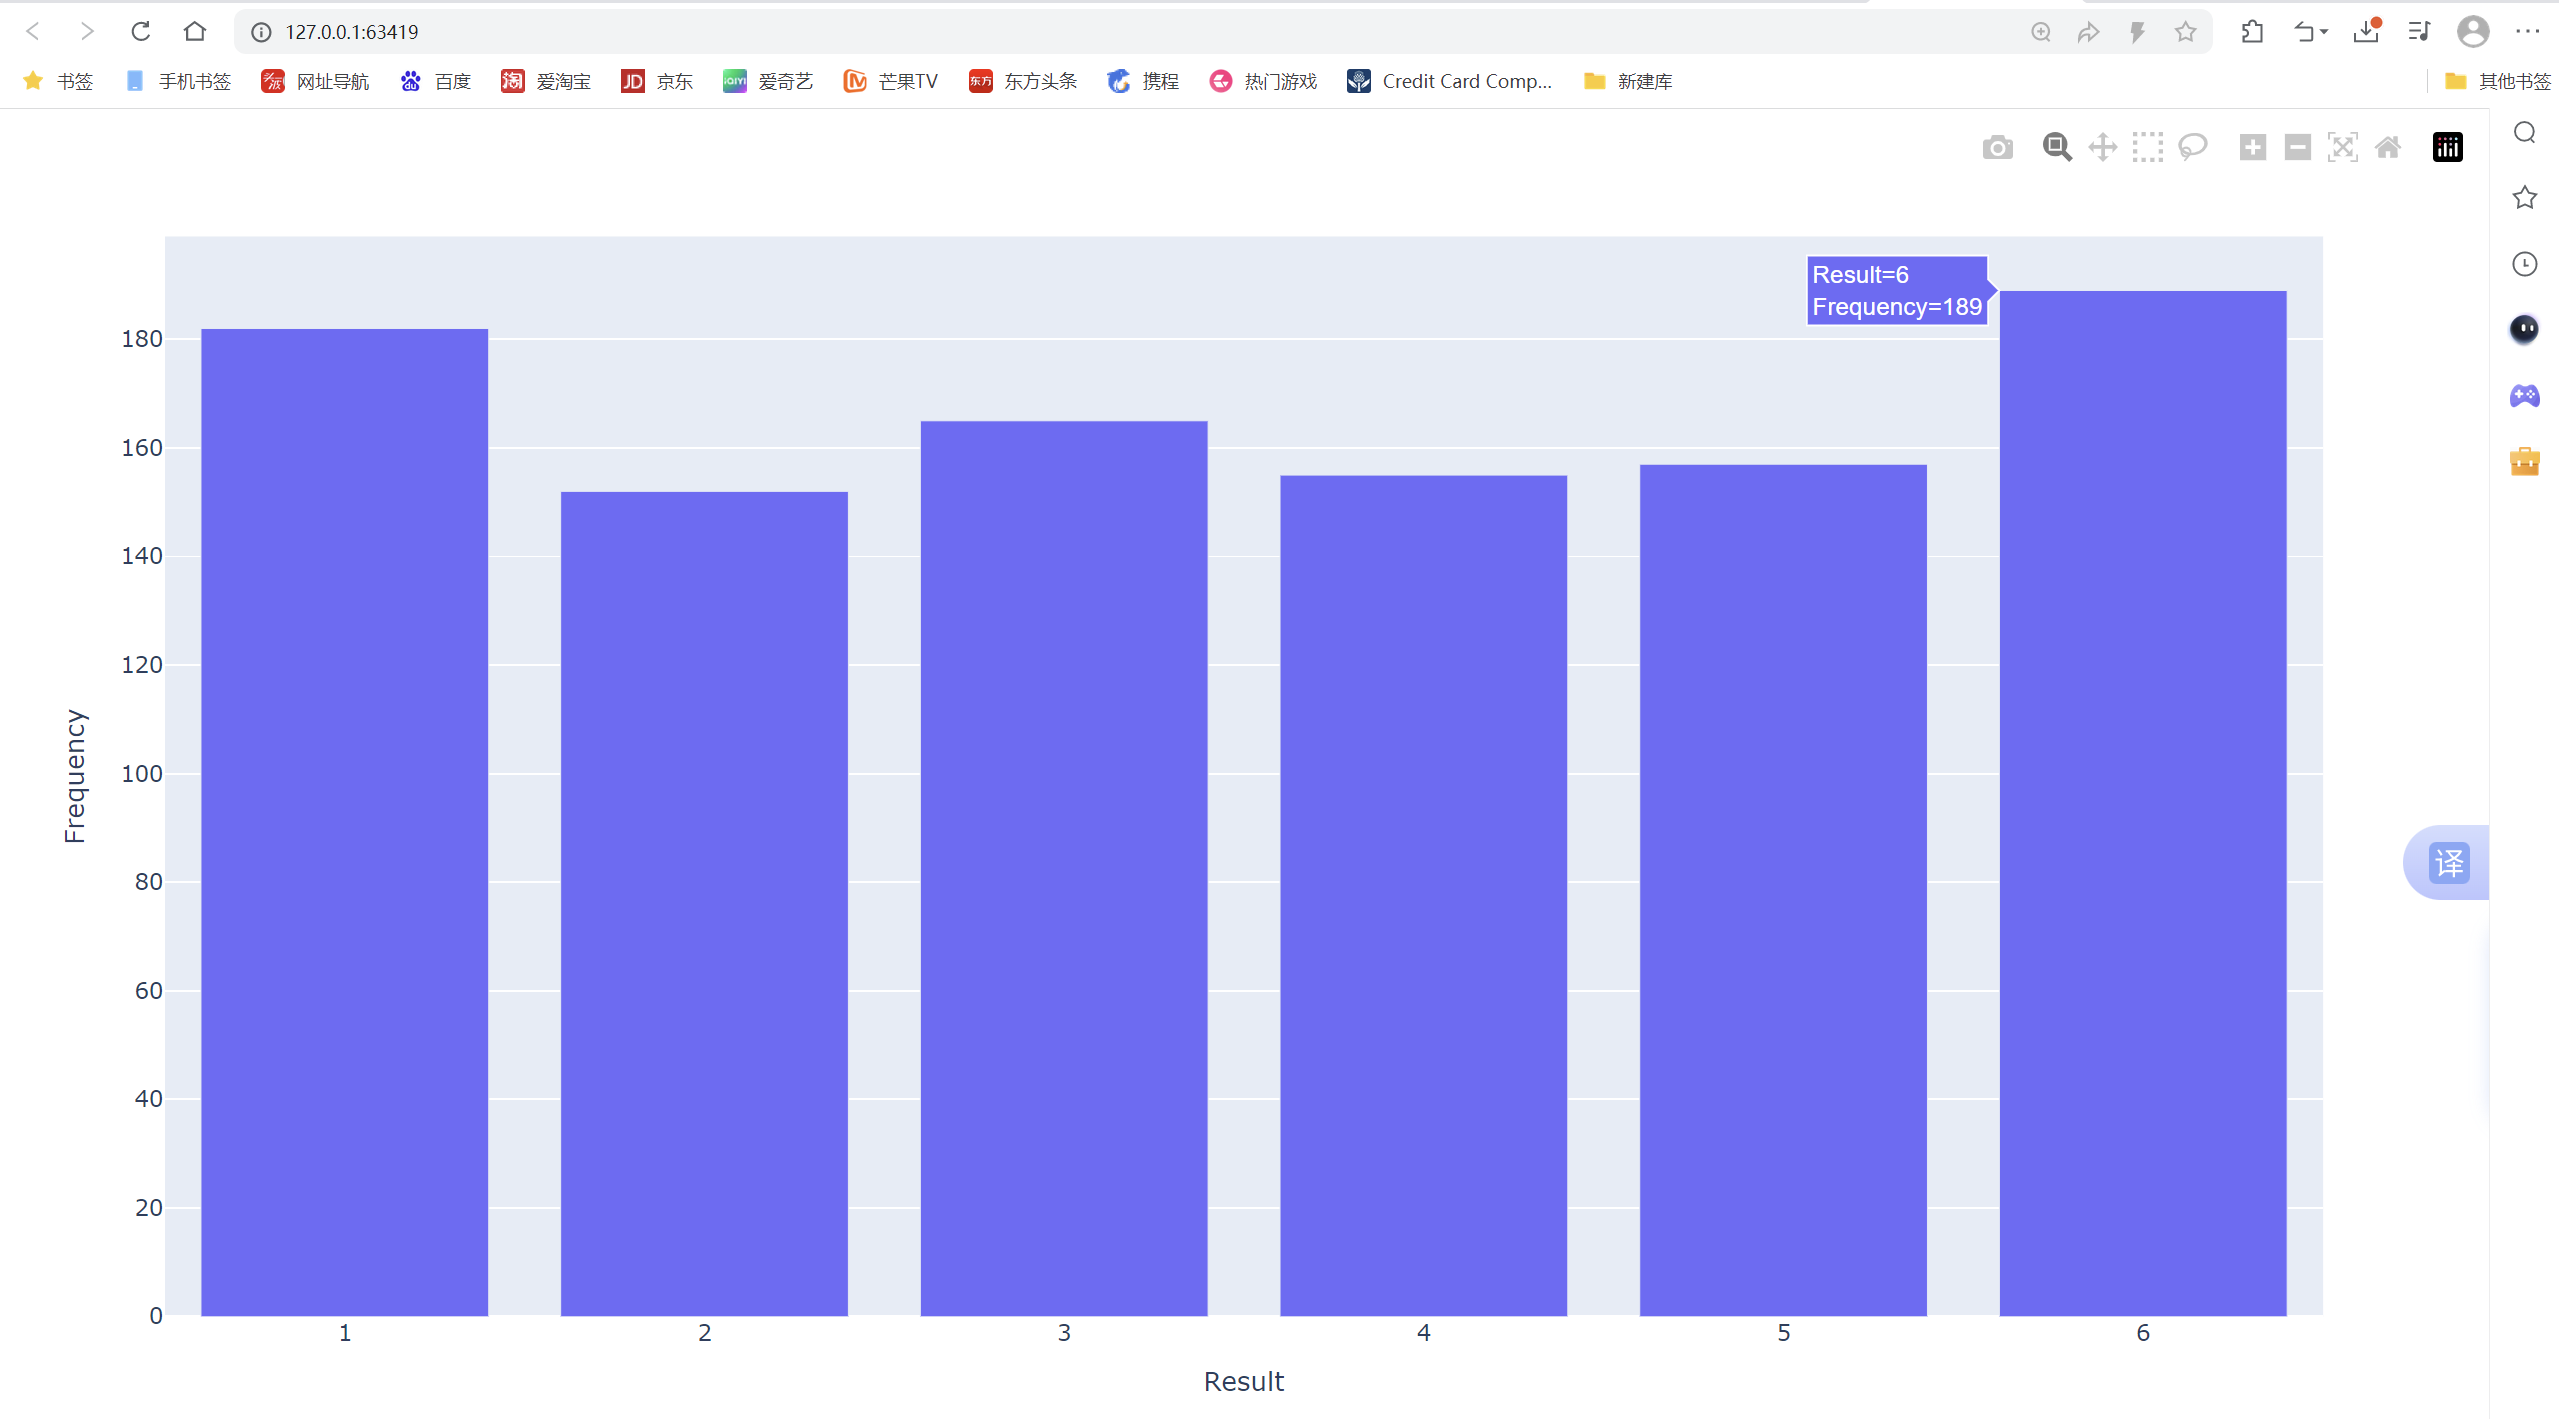 127.0.0.1:63419
书签 手机书签 网址导航 百度 爱淘宝 京东 爱奇艺 芒果TV 东方头条 携程 热门游戏 Credit Card Comp... 新建库 其他书签
Result=6
Frequency=189
180
160
140
120
100
80
60
40
20
0
Frequency
1 2 3 4 5 6
Result
译